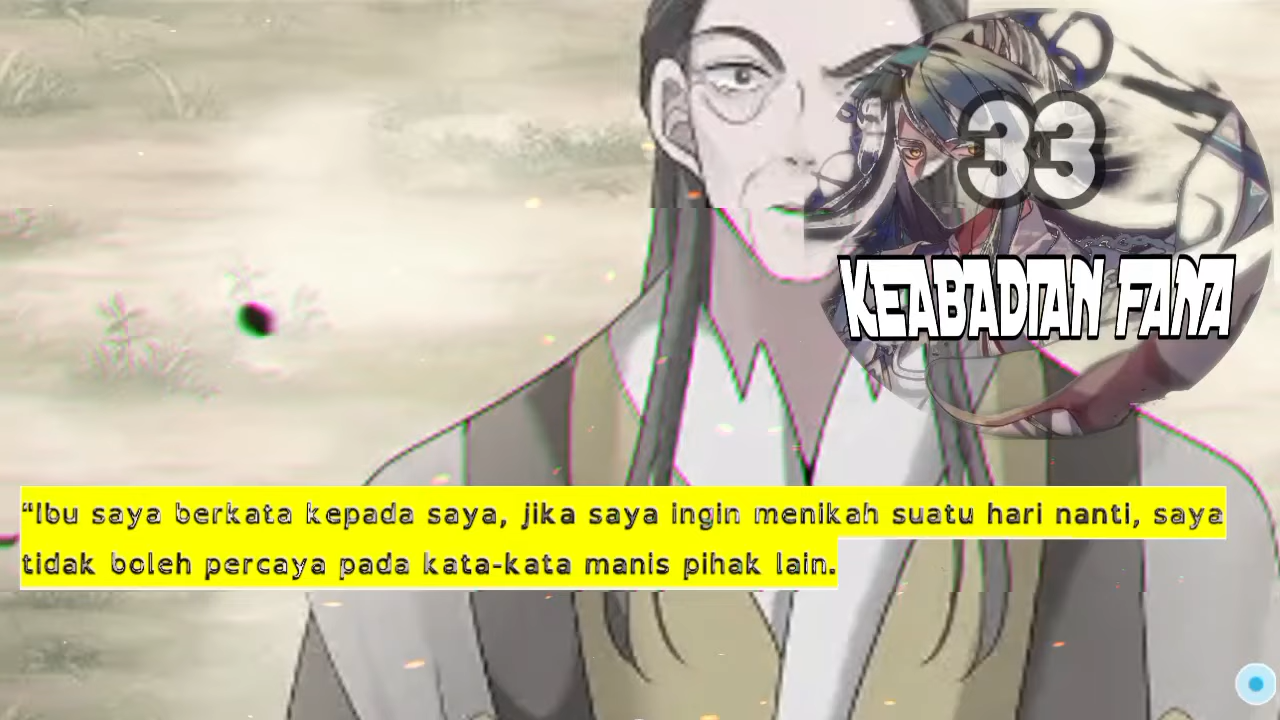 33
KEABADIAN FANA
“Ibu saya berkata kepada saya, jika saya ingin menikah suatu hari nanti, saya
tidak boleh percaya pada kata-kata manis pihak lain.